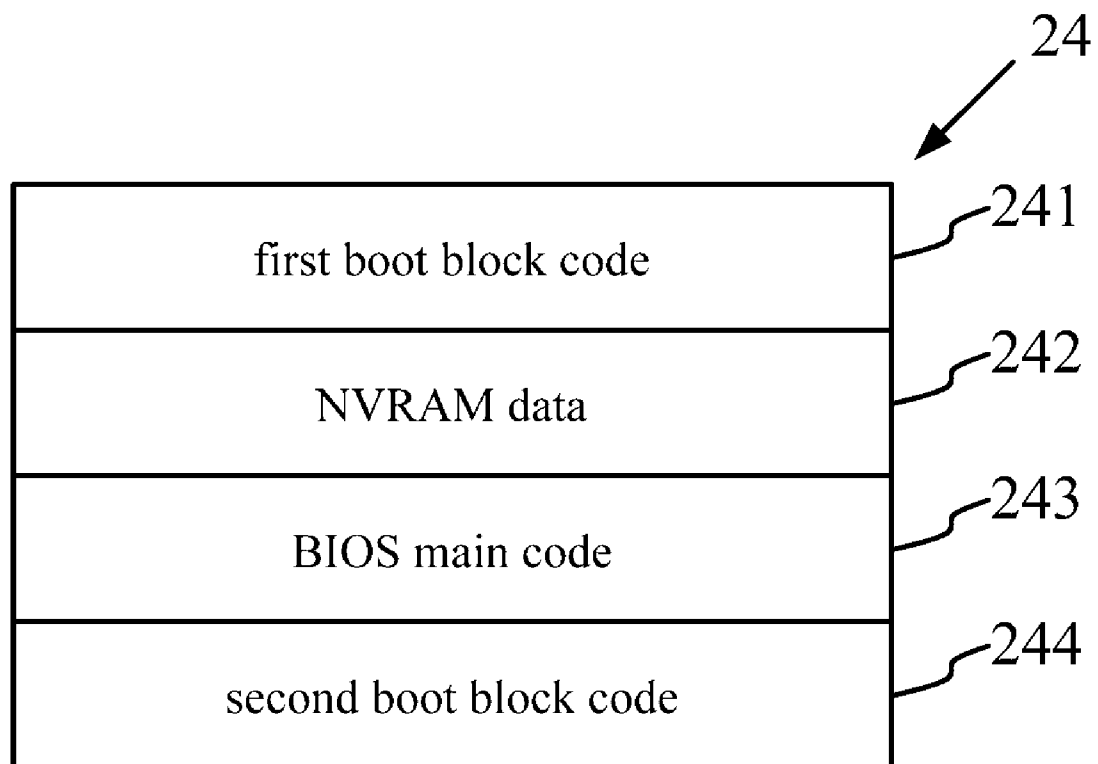 24
first boot block code
241
NVRAM data
242
BIOS main code
243
second boot block code
244